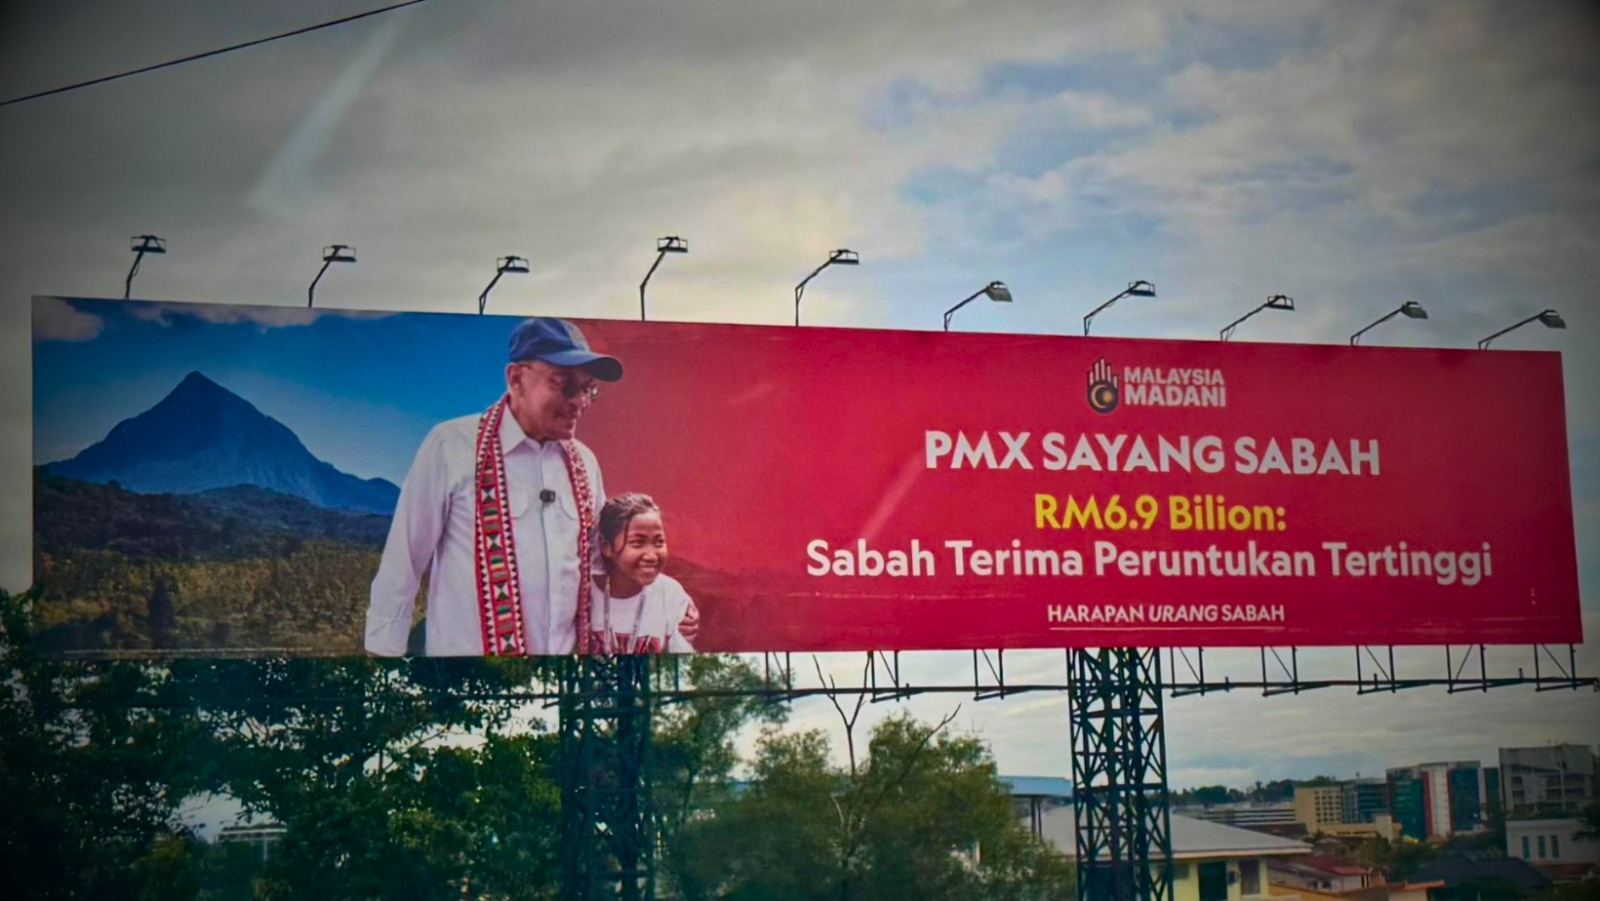 MALAYSIA
MADANI
PMX SAYANG SABAH
RM6.9 Bilion:
Sabah Terima Peruntukan Tertinggi
HARAPAN URANG SABAH